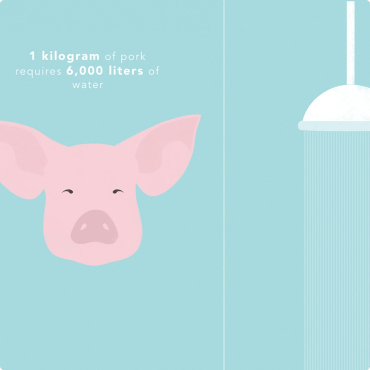 1 kilogram of pork
requires 6,000 liters of
water